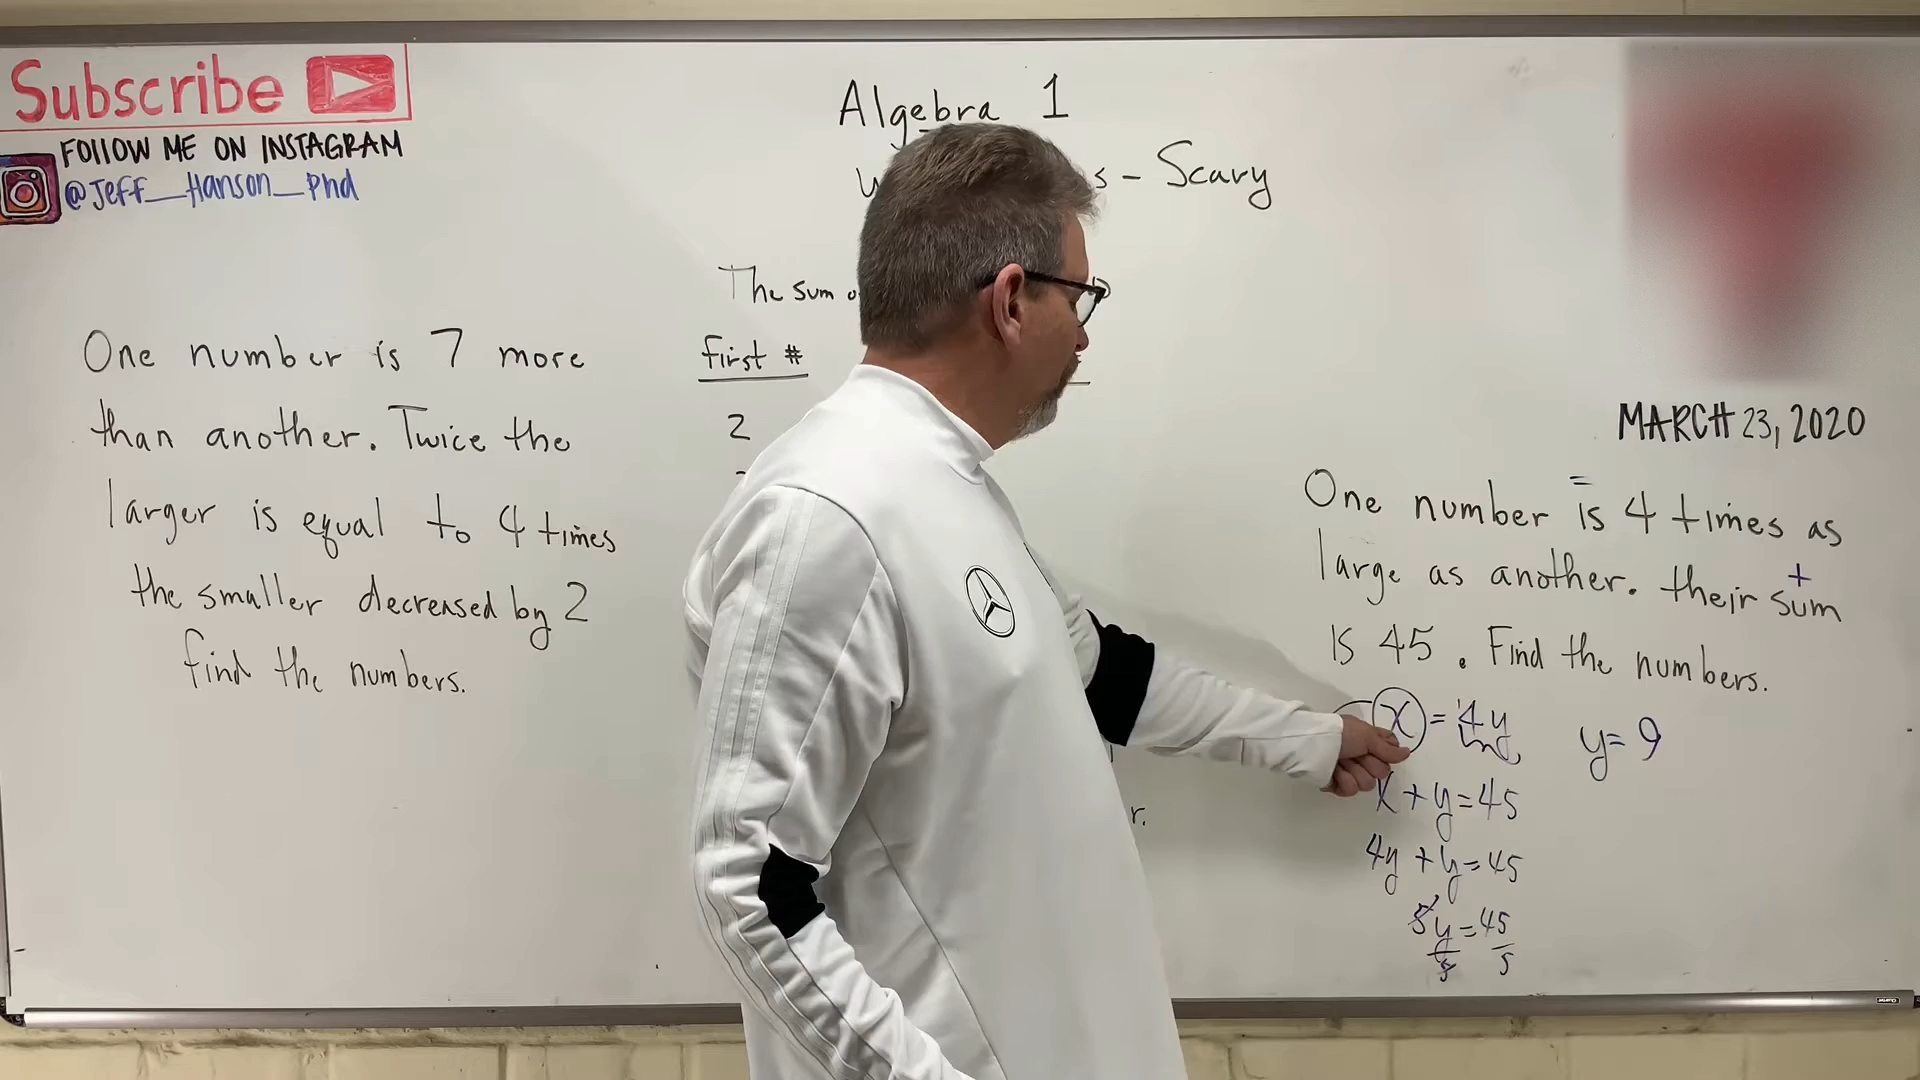 Subscribe
FOllOW ME ON INSTAGRAM
@Jeff_Hanson_Phd
Algebra 1
s - Scary
The sum
first #
2
One number is 7 more
than another. Twice the
larger is equal to 4 times
the smaller decreased by 2
find the numbers.
r.
MARCH 23, 2020
=
One number is 4 times as
large as another. their sum
+
is 45. Find the numbers.
x = 4y
y = 9
x + y = 45
4y + y = 45
5y = 45
5 5